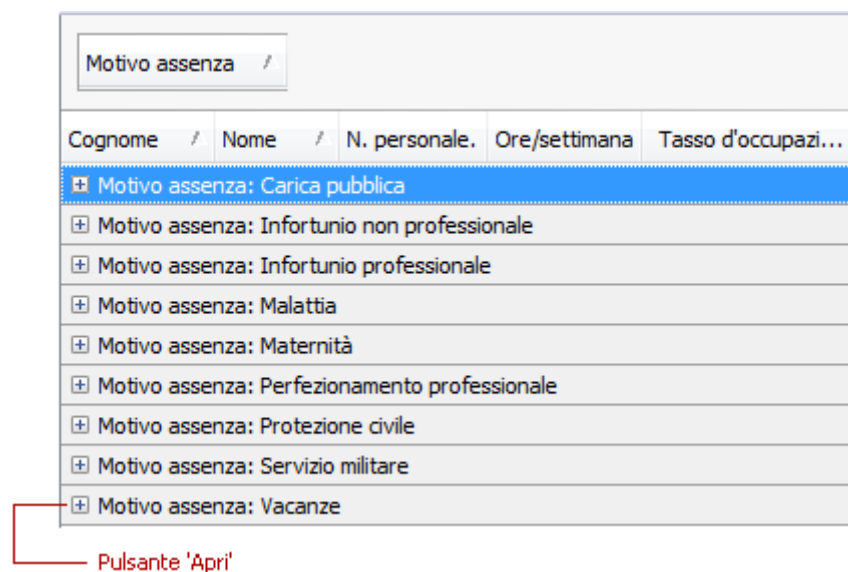 Motivo assenza
Cognome Nome N. personale. Ore/settimana Tasso d'occupazi...
Motivo assenza: Carica pubblica
Motivo assenza: Infortunio non professionale
Motivo assenza: Infortunio professionale
Motivo assenza: Malattia
Motivo assenza: Maternità
Motivo assenza: Perfezionamento professionale
Motivo assenza: Protezione civile
Motivo assenza: Servizio militare
Motivo assenza: Vacanze
Pulsante 'Apri'